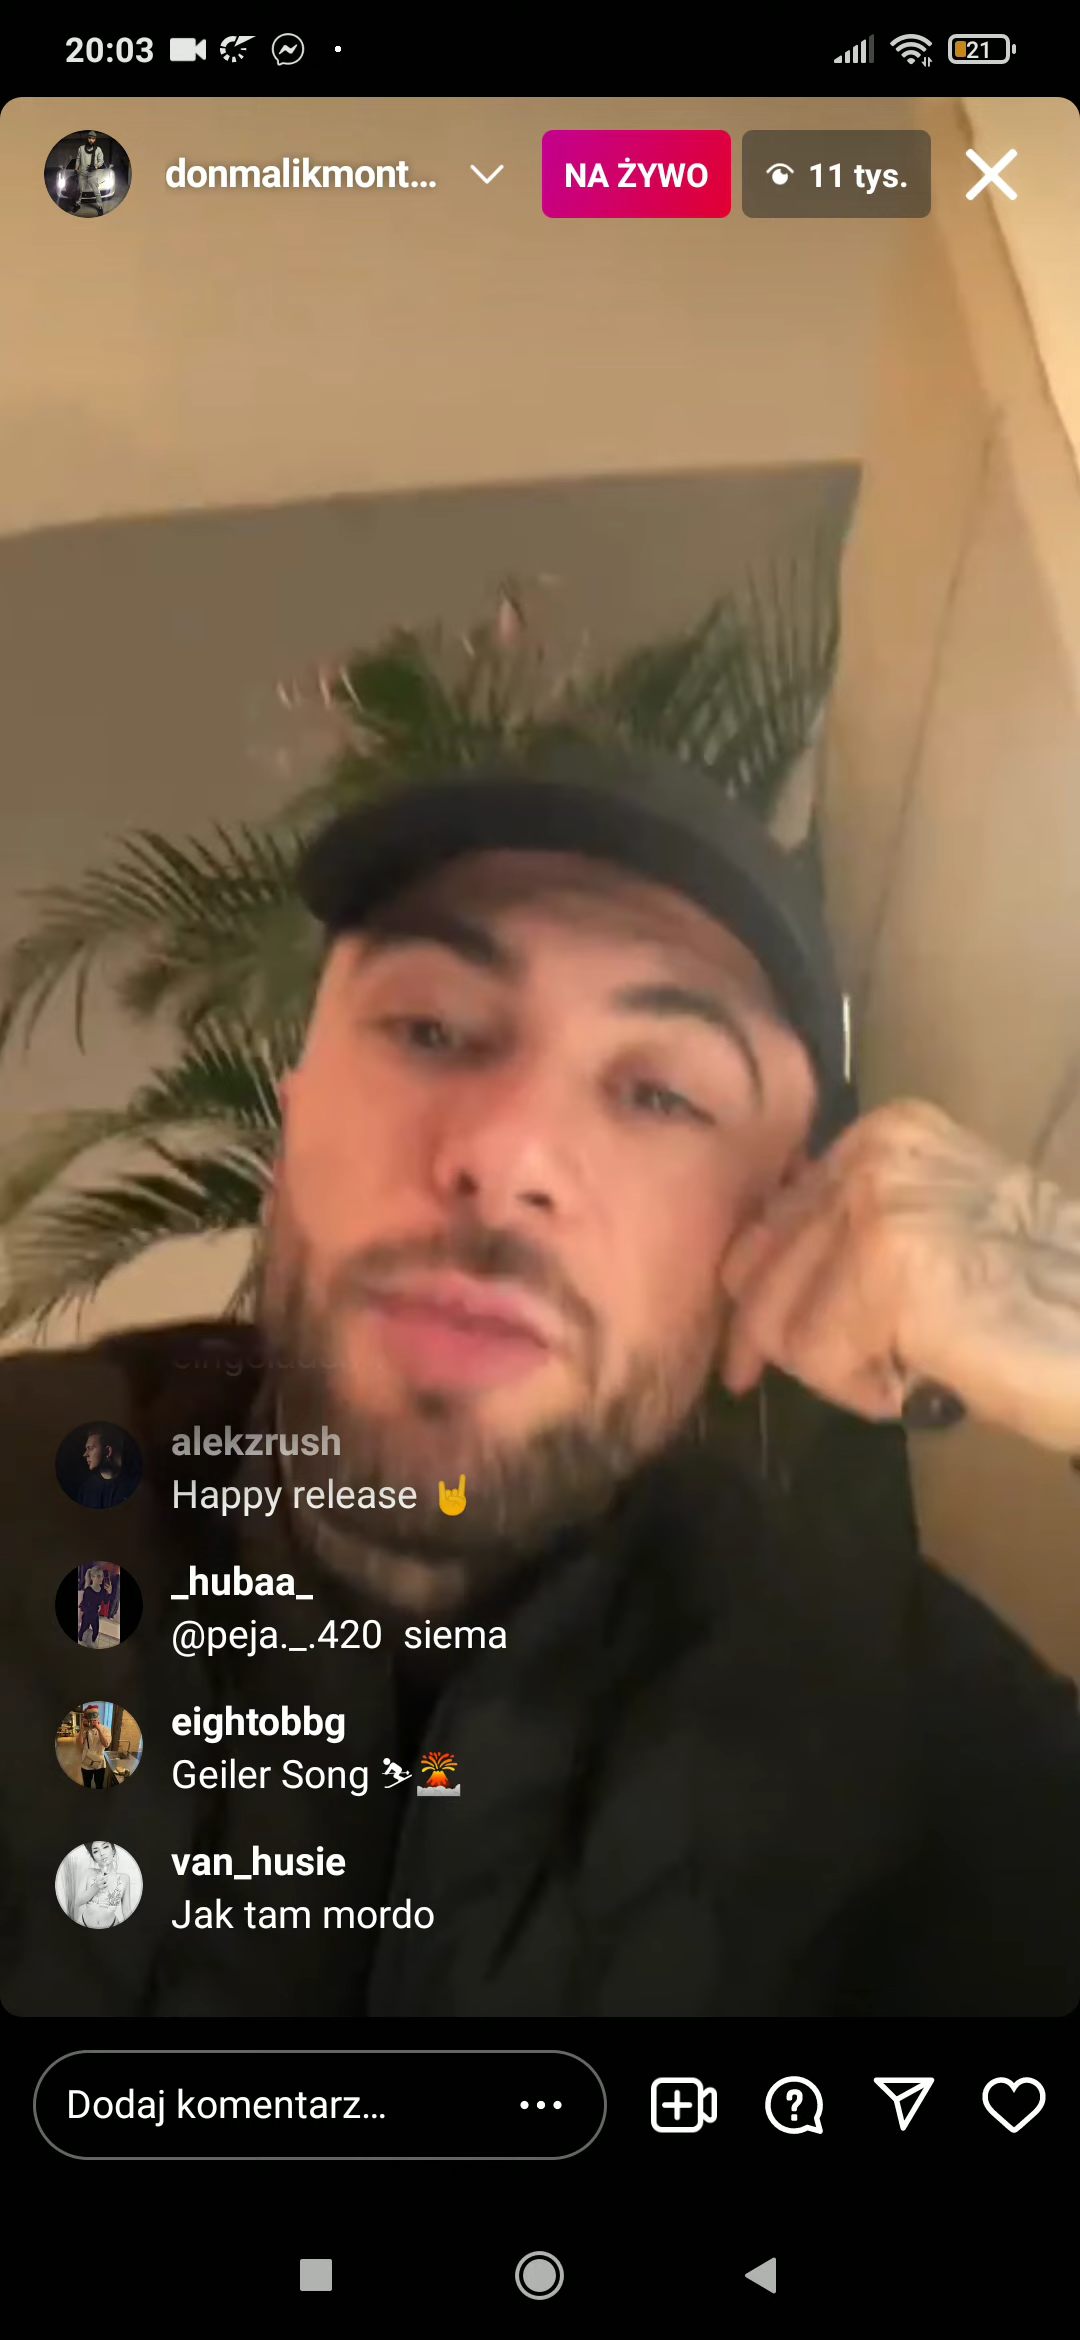 20:03
21
donmalikmont...
NA ŻYWO
11 tys.
alekzrush
Happy release 🤘
_hubaa_
@peja._.420 siema
eightobbg
Geiler Song ⛷🌋
van_husie
Jak tam mordo
Dodaj komentarz...